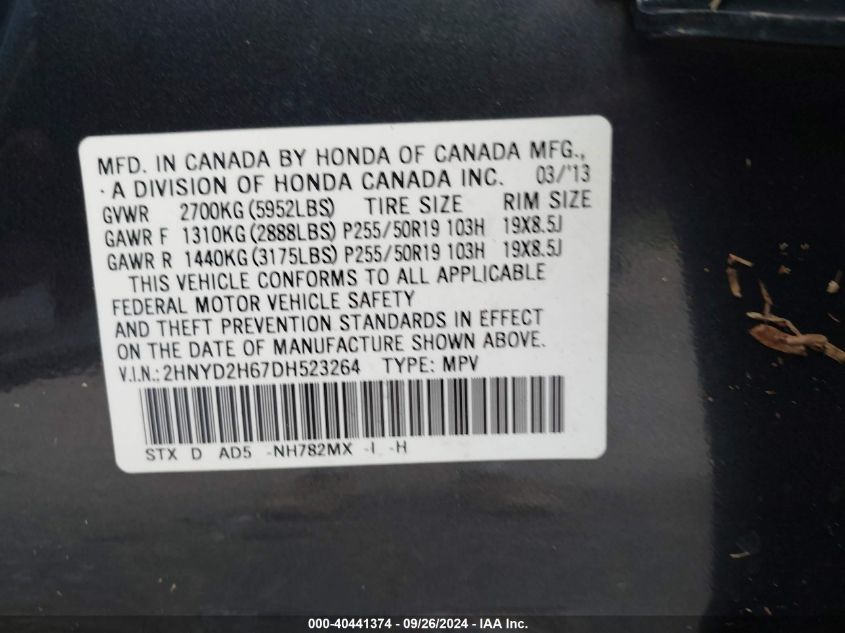 MFD. IN CANADA BY HONDA OF CANADA MFG.,
A DIVISION OF HONDA CANADA INC. 03/'13
GVWR 2700KG (5952LBS) TIRE SIZE RIM SIZE
GAWR F 1310KG (2888LBS) P255/50R19 103H 19X8.5J
GAWR R 1440KG (3175LBS) P255/50R19 103H 19X8.5J
THIS VEHICLE CONFORMS TO ALL APPLICABLE
FEDERAL MOTOR VEHICLE SAFETY
AND THEFT PREVENTION STANDARDS IN EFFECT
ON THE DATE OF MANUFACTURE SHOWN ABOVE.
V.I.N.: 2HNYD2H67DH523264 TYPE: MPV
STX D AD5 -NH782MX -I -H
000-40441374 - 09/26/2024 - IAA Inc.